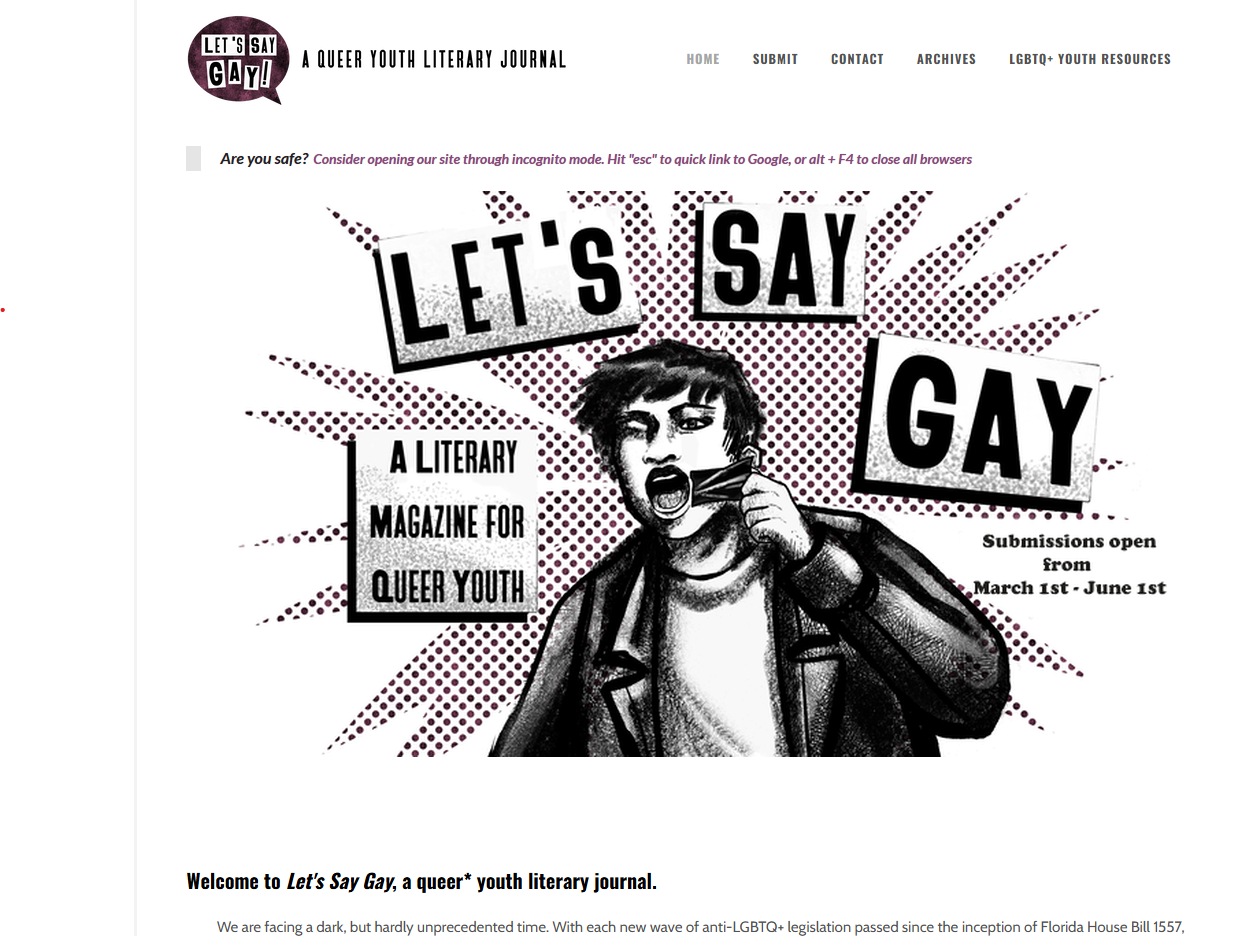 LET'S SAY
GAY!
A QUEER YOUTH LITERARY JOURNAL
HOME SUBMIT CONTACT ARCHIVES LGBTQ+ YOUTH RESOURCES
Are you safe? Consider opening our site through incognito mode. Hit "esc" to quick link to Google, or alt + F4 to close all browsers
LET'S SAY
GAY
A LITERARY
MAGAZINE FOR
QUEER YOUTH
Submissions open
from
March 1st - June 1st
Welcome to Let's Say Gay, a queer* youth literary journal.
We are facing a dark, but hardly unprecedented time. With each new wave of anti-LGBTQ+ legislation passed since the inception of Florida House Bill 1557,